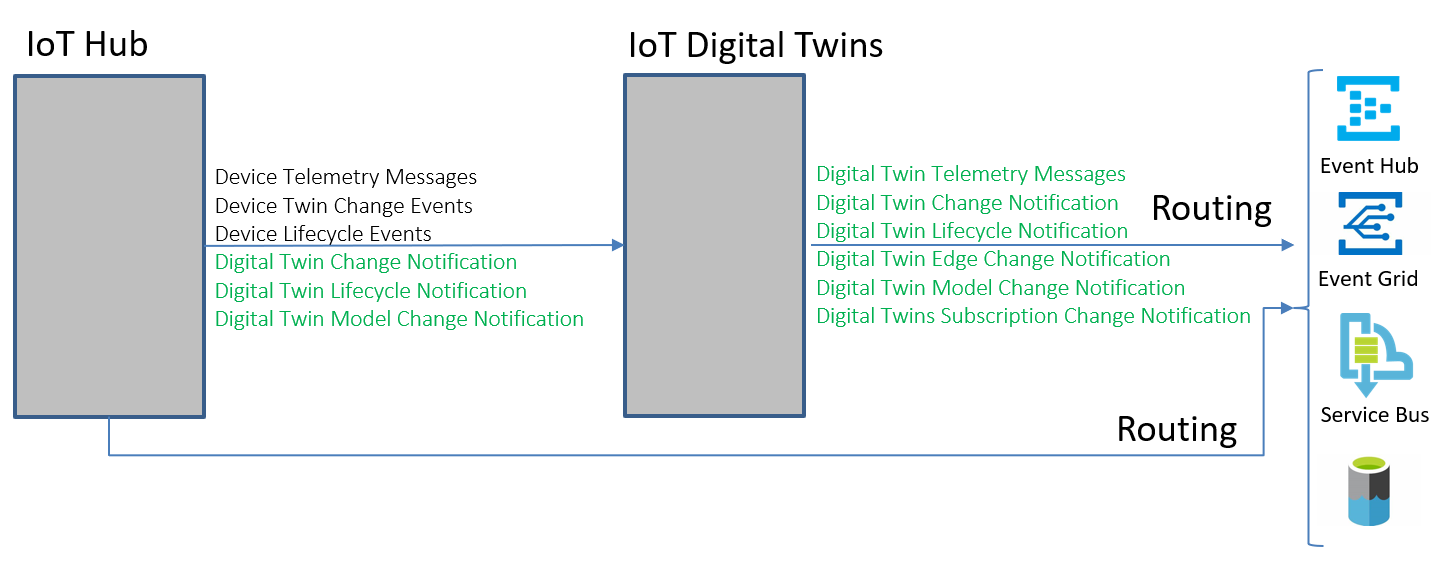 IoT Hub
IoT Digital Twins
Device Telemetry Messages
Device Twin Change Events
Device Lifecycle Events
Digital Twin Change Notification
Digital Twin Lifecycle Notification
Digital Twin Model Change Notification
Digital Twin Telemetry Messages
Digital Twin Change Notification
Digital Twin Lifecycle Notification
Digital Twin Edge Change Notification
Digital Twin Model Change Notification
Digital Twins Subscription Change Notification
Routing
Routing
Event Hub
Event Grid
Service Bus